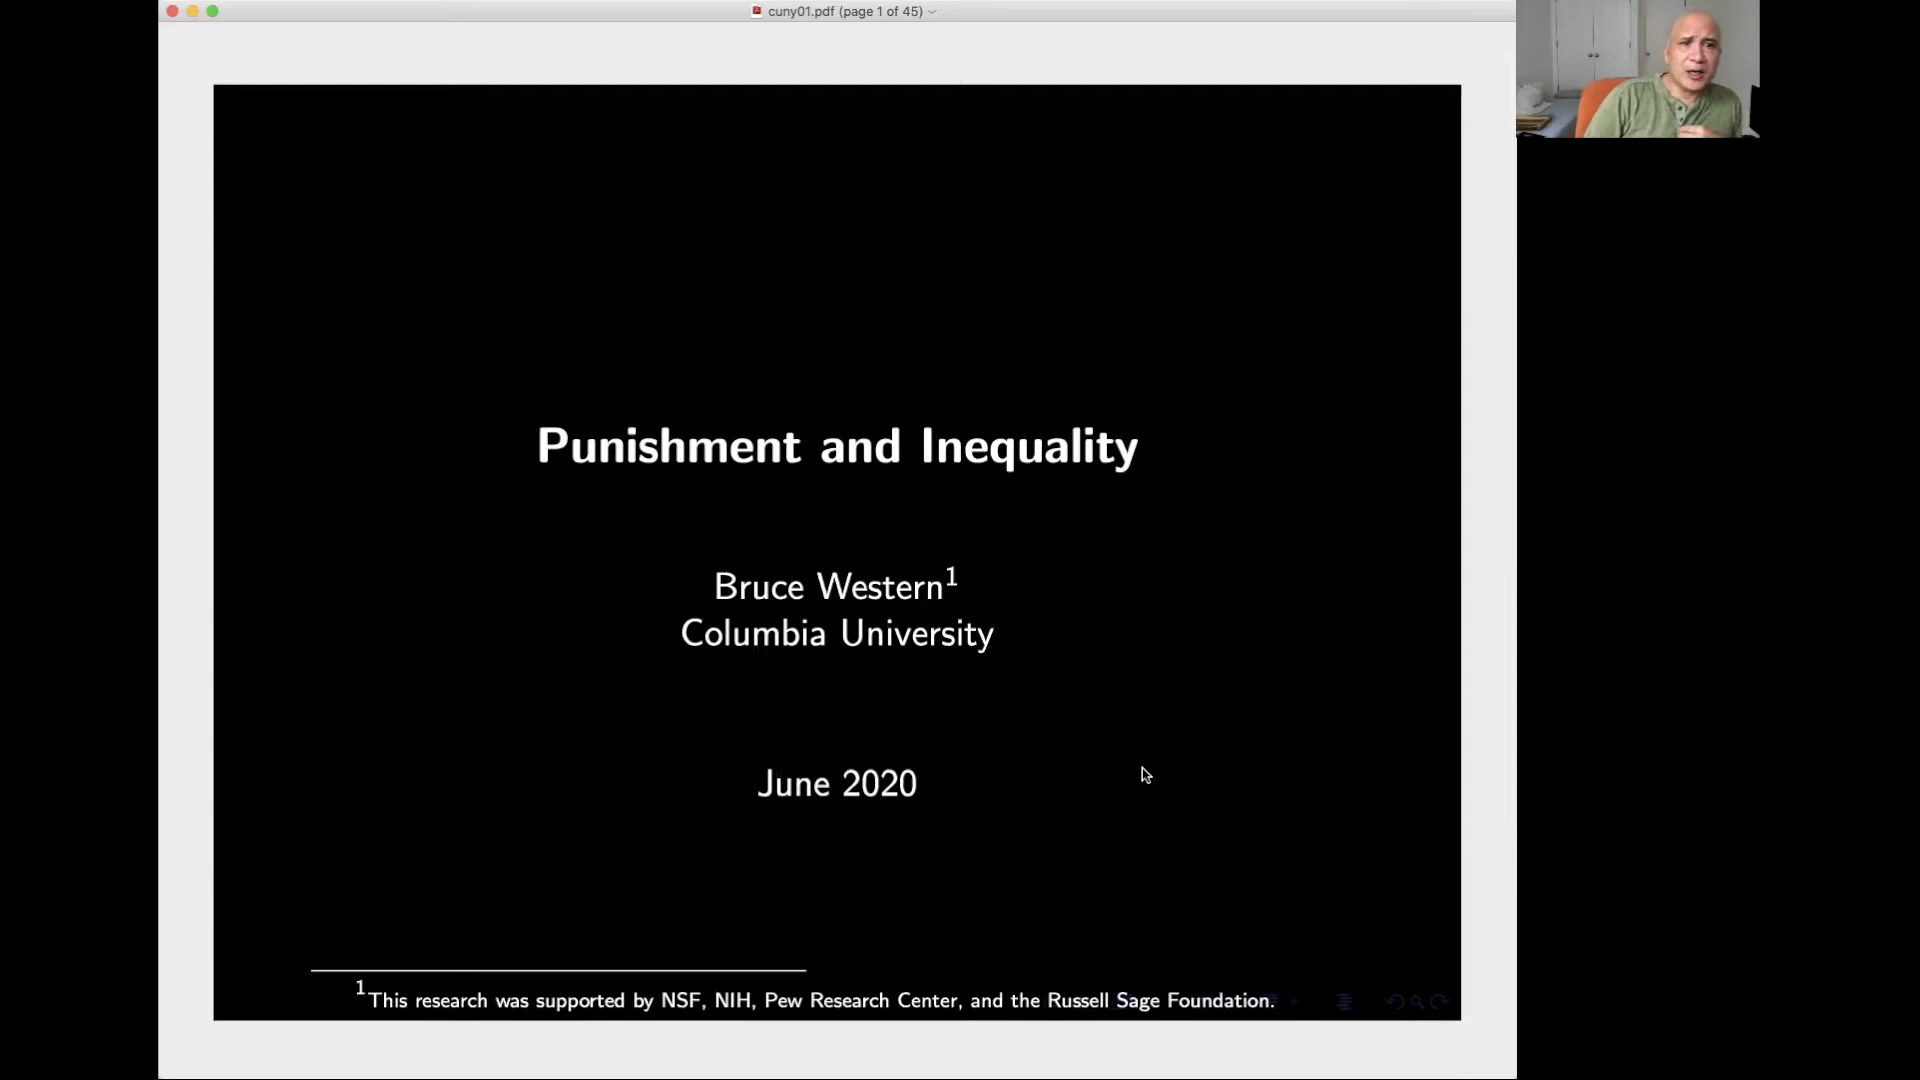 cuny01.pdf (page 1 of 45)
Punishment and Inequality
Bruce Western1
Columbia University
June 2020
1This research was supported by NSF, NIH, Pew Research Center, and the Russell Sage Foundation.